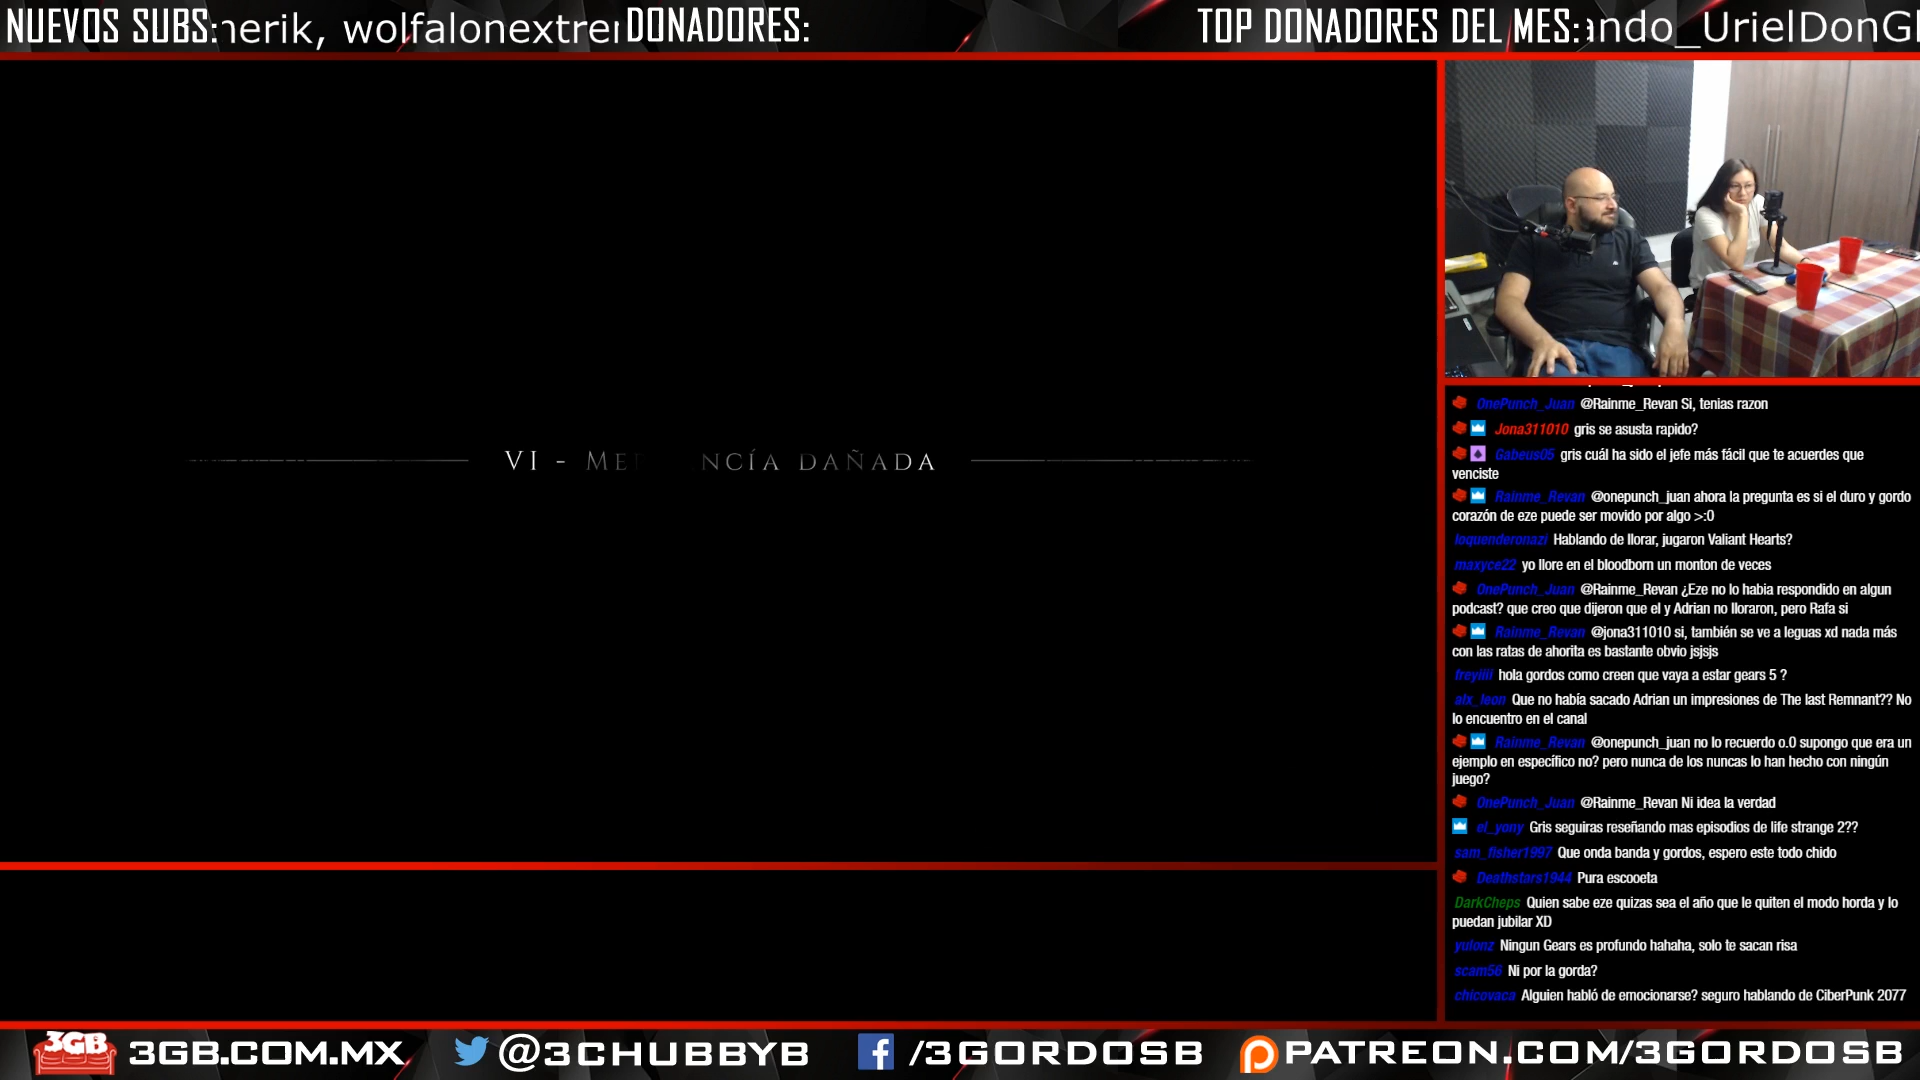 NUEVOS SUBS:
nerik, wolfalonextrer
DONADORES:
TOP DONADORES DEL MES:
ando_UrielDonGl
VI - Me NCÍA DAÑADA
OnePunch_Juan @Rainme_Revan Si, tenias razon
Jona311010 gris se asusta rapido?
Gabeus05 gris cuál ha sido el jefe más fácil que te acuerdes que
venciste
Rainme_Revan @onepunch_juan ahora la pregunta es si el duro y gordo
corazón de eze puede ser movido por algo >:0
loquenderonazi Hablando de llorar, jugaron Valiant Hearts?
maxyce22 yo llore en el bloodborn un monton de veces
OnePunch_Juan @Rainme_Revan ¿Eze no lo habia respondido en algun
podcast? que creo que dijeron que el y Adrian no lloraron, pero Rafa si
Rainme_Revan @jona311010 si, también se ve a leguas xd nada más
con las ratas de ahorita es bastante obvio jsjsjs
freyiiii hola gordos como creen que vaya a estar gears 5 ?
alx_leon Que no había sacado Adrian un impresiones de The last Remnant?? No
lo encuentro en el canal
Rainme_Revan @onepunch_juan no lo recuerdo o.0 supongo que era un
ejemplo en específico no? pero nunca de los nuncas lo han hecho con ningún
juego?
OnePunch_Juan @Rainme_Revan Ni idea la verdad
el_yony Gris seguiras reseñando mas episodios de life strange 2??
sam_fisher1997 Que onda banda y gordos, espero este todo chido
Deathstars1944 Pura escooeta
DarkCheps Quien sabe eze quizas sea el año que le quiten el modo horda y lo
puedan jubilar XD
yulonz Ningun Gears es profundo hahaha, solo te sacan risa
scam56 Ni por la gorda?
chicovaca Alguien habló de emocionarse? seguro hablando de CiberPunk 2077
3GB
3GB.COM.MX
@3CHUBBYB
/3GORDOSB
PATREON.COM/3GORDOSB